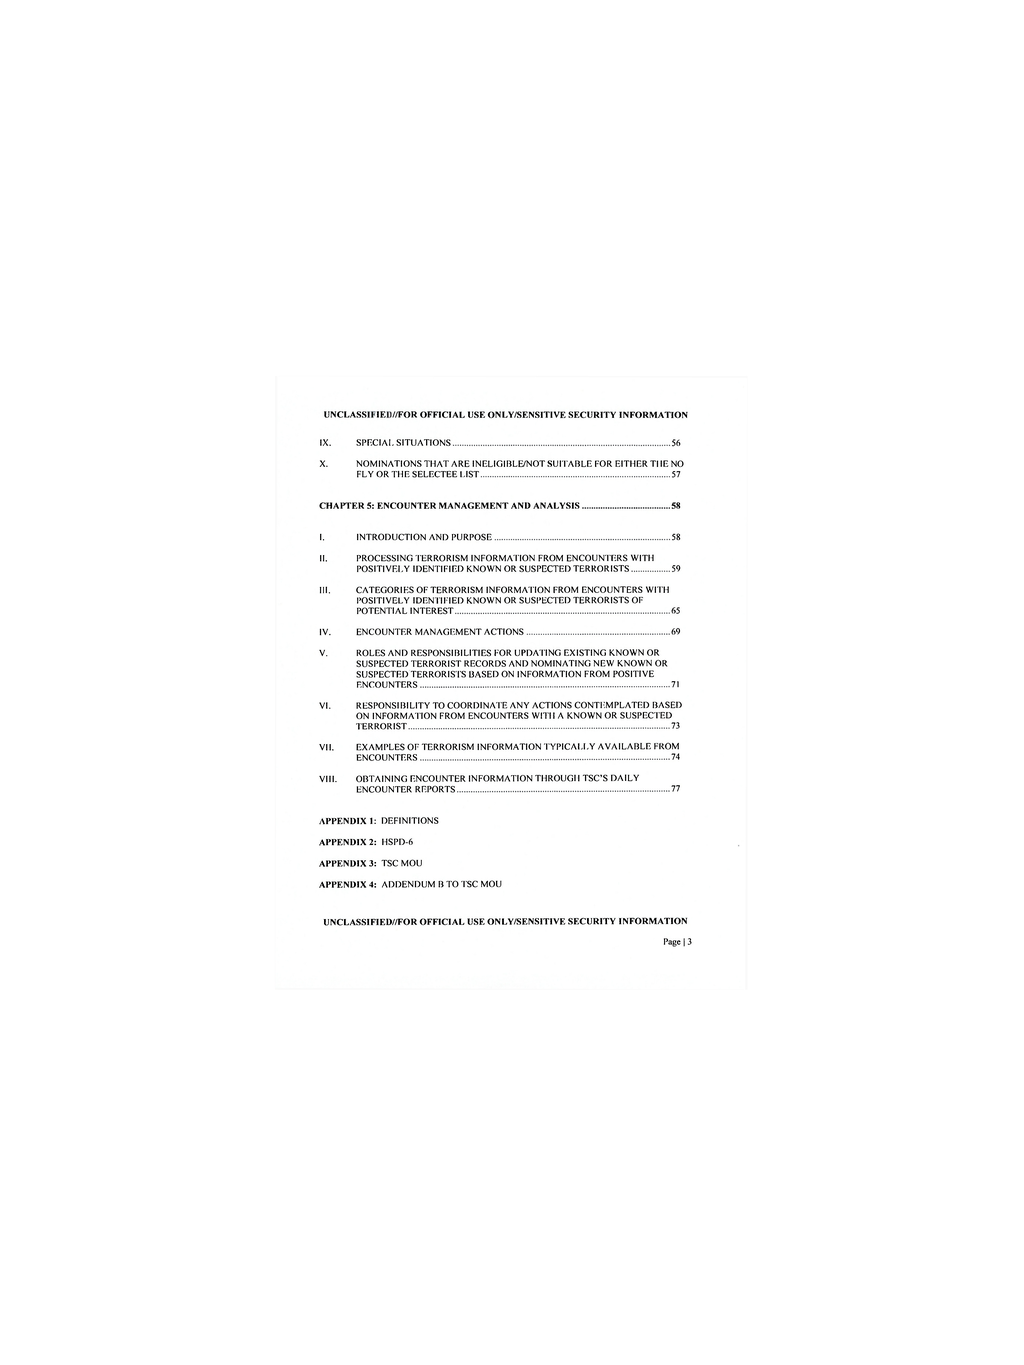 UNCLASSIFIED//FOR OFFICIAL USE ONLY/SENSITIVE SECURITY INFORMATION
IX. SPECIAL SITUATIONS ............................................................ 56
X. NOMINATIONS THAT ARE INELIGIBLE/NOT SUITABLE FOR EITHER THE NO
FLY OR THE SELECTEE LIST ............................................................ 57
CHAPTER 5: ENCOUNTER MANAGEMENT AND ANALYSIS ...................................... 58
I. INTRODUCTION AND PURPOSE ............................................................ 58
II. PROCESSING TERRORISM INFORMATION FROM ENCOUNTERS WITH
POSITIVELY IDENTIFIED KNOWN OR SUSPECTED TERRORISTS ................. 59
III. CATEGORIES OF TERRORISM INFORMATION FROM ENCOUNTERS WITH
POSITIVELY IDENTIFIED KNOWN OR SUSPECTED TERRORISTS OF
POTENTIAL INTEREST ............................................................ 65
IV. ENCOUNTER MANAGEMENT ACTIONS ............................................................ 69
V. ROLES AND RESPONSIBILITIES FOR UPDATING EXISTING KNOWN OR
SUSPECTED TERRORIST RECORDS AND NOMINATING NEW KNOWN OR
SUSPECTED TERRORISTS BASED ON INFORMATION FROM POSITIVE
ENCOUNTERS ............................................................ 71
VI. RESPONSIBILITY TO COORDINATE ANY ACTIONS CONTEMPLATED BASED
ON INFORMATION FROM ENCOUNTERS WITH A KNOWN OR SUSPECTED
TERRORIST ............................................................ 73
VII. EXAMPLES OF TERRORISM INFORMATION TYPICALLY AVAILABLE FROM
ENCOUNTERS ............................................................ 74
VIII. OBTAINING ENCOUNTER INFORMATION THROUGH TSC'S DAILY
ENCOUNTER REPORTS ............................................................ 77
APPENDIX 1: DEFINITIONS
APPENDIX 2: HSPD-6
APPENDIX 3: TSC MOU
APPENDIX 4: ADDENDUM B TO TSC MOU
UNCLASSIFIED//FOR OFFICIAL USE ONLY/SENSITIVE SECURITY INFORMATION
Page | 3